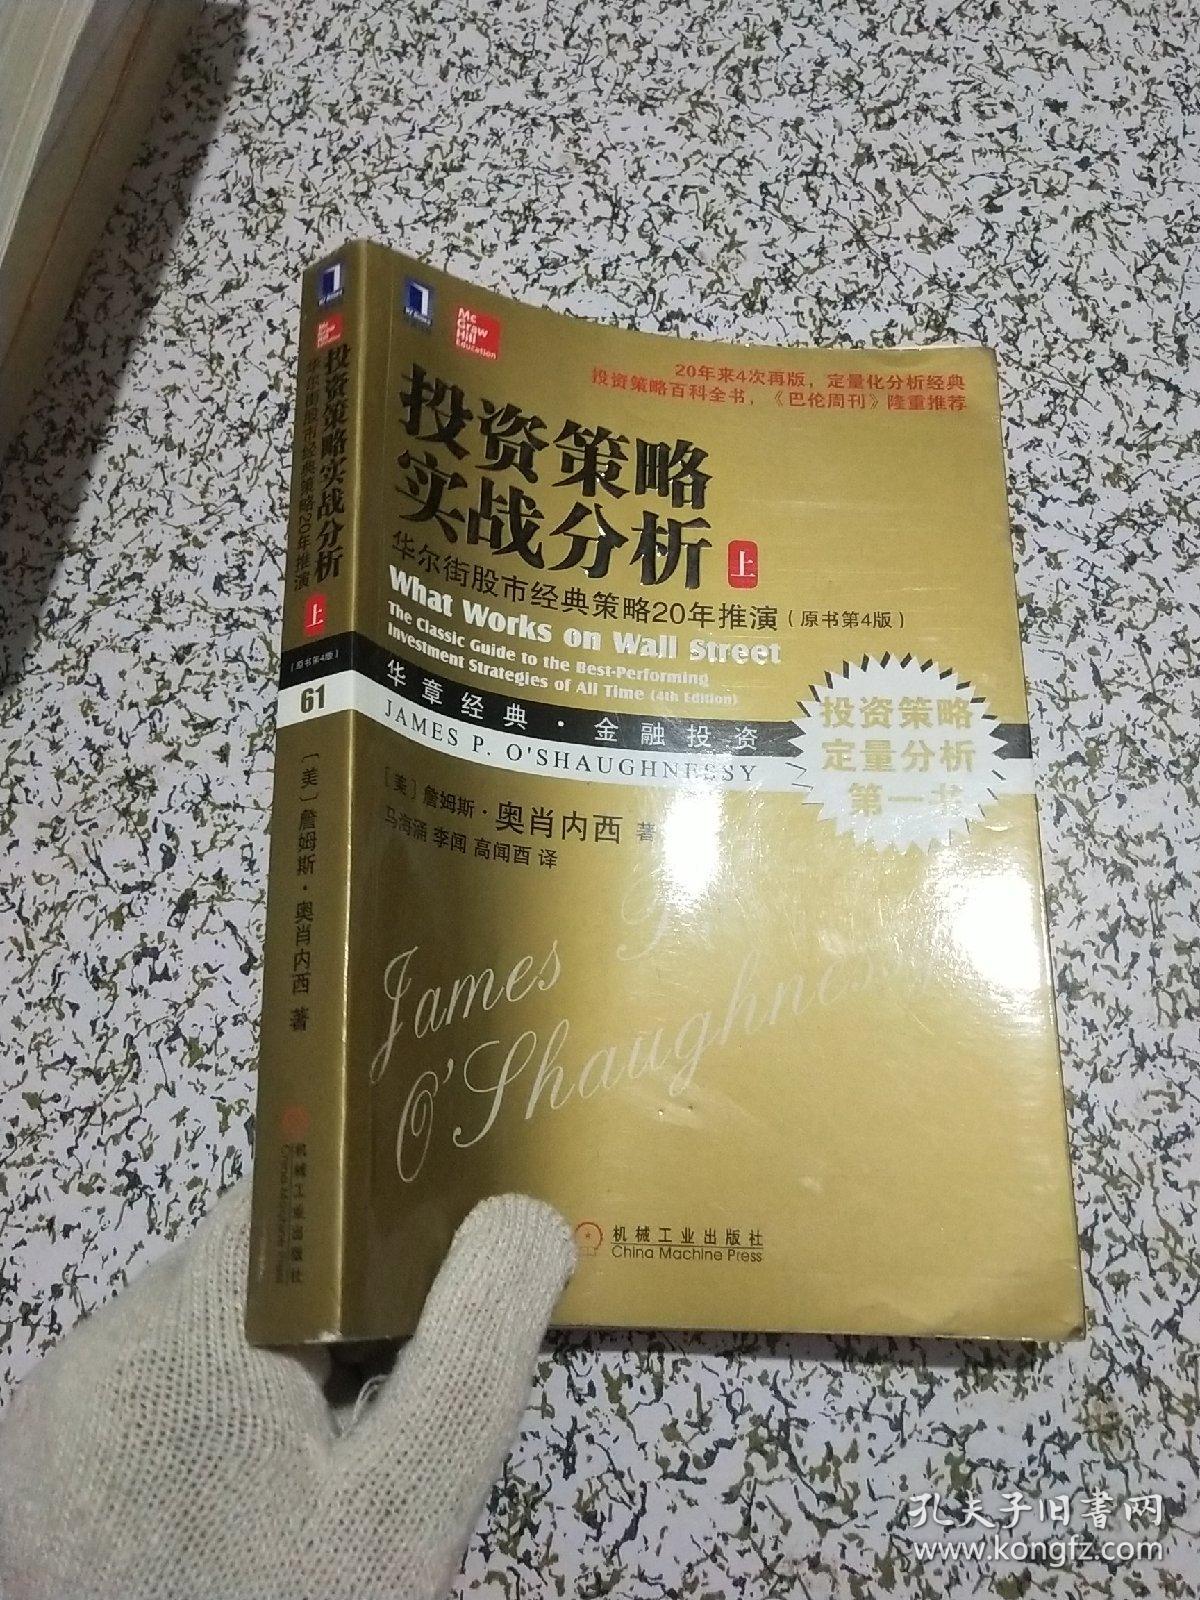 投资策略实战分析
华尔街股市经典策略20年推演
上
（原书第4版）
61
〔美〕詹姆斯·奥肖内西 著
机械工业出版社
China Machine Press
Mc
Graw
Hill
Education
20年来4次再版，定量化分析经典
投资策略百科全书，《巴伦周刊》隆重推荐
投资策略
实战分析 上
华尔街股市经典策略20年推演（原书第4版）
What Works on Wall Street
The Classic Guide to the Best-Performing
Investment Strategies of All Time (4th Edition)
华章经典·金融投资
JAMES P. O'SHAUGHNESSY
投资策略
定量分析
第一书
〔美〕詹姆斯·奥肖内西 著
马海涌 李闻 高闻酉 译
James P.
O'Shaughnessy
机械工业出版社
China Machine Press
孔夫子旧书网
www.kongfz.com